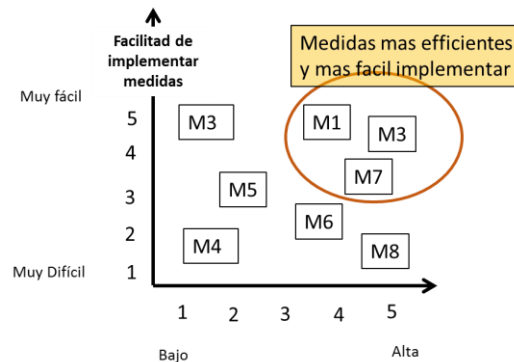 Facilitad de
implementar
medidas
Medidas mas efficientes
y mas facil implementar
Muy fácil
5
M3
M1
M3
4
M7
3
M5
M6
2
M4
M8
Muy Difícil
1
1 2 3 4 5
Bajo
Alta